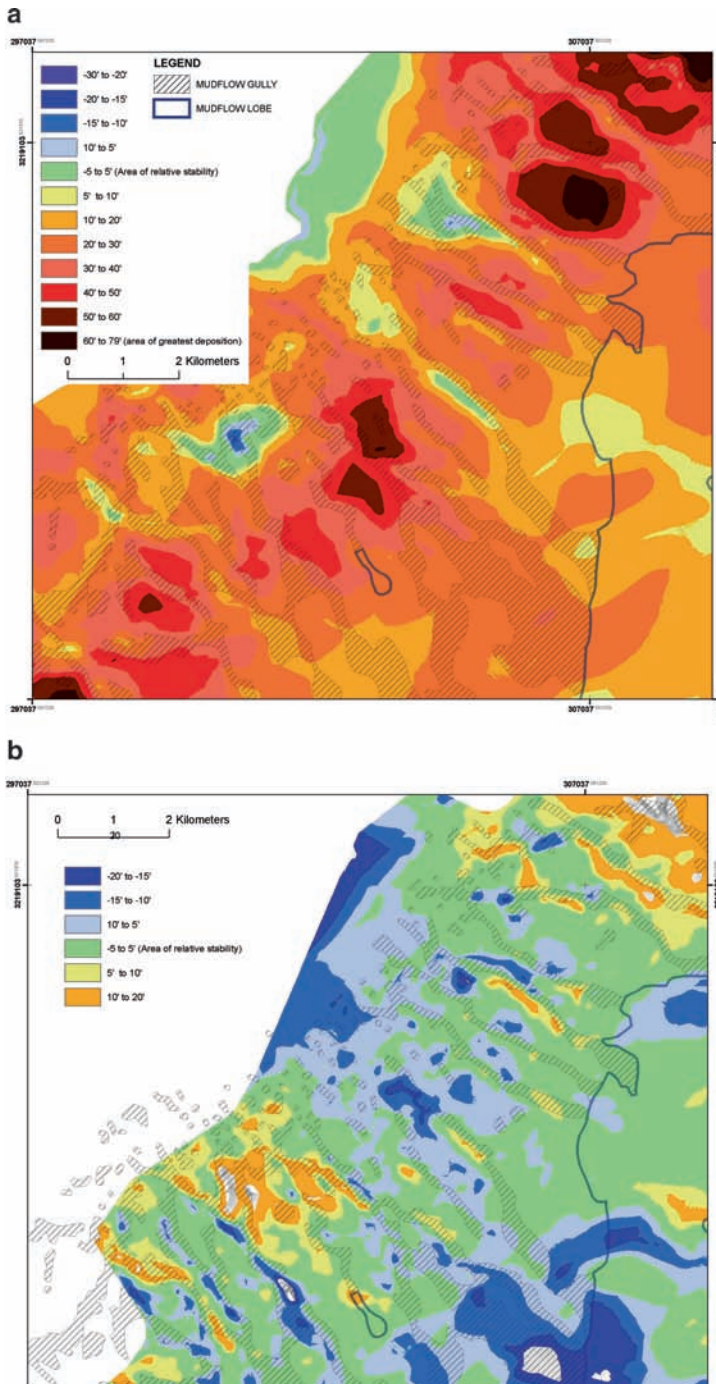 a
297037
307037
3219103
LEGEND
-30' to -20'
-20' to -15'
-15' to -10'
10' to 5'
-5 to 5' (Area of relative stability)
5' to 10'
10' to 20'
20' to 30'
30' to 40'
40' to 50'
50' to 60'
60' to 79' (area of greatest deposition)
MUDFLOW GULLY
MUDFLOW LOBE
0 1 2 Kilometers
297037
307037
b
297037
307037
0 1 2 Kilometers
20
3219103
-20' to -15'
-15' to -10'
10' to 5'
-5 to 5' (Area of relative stability)
5' to 10'
10' to 20'